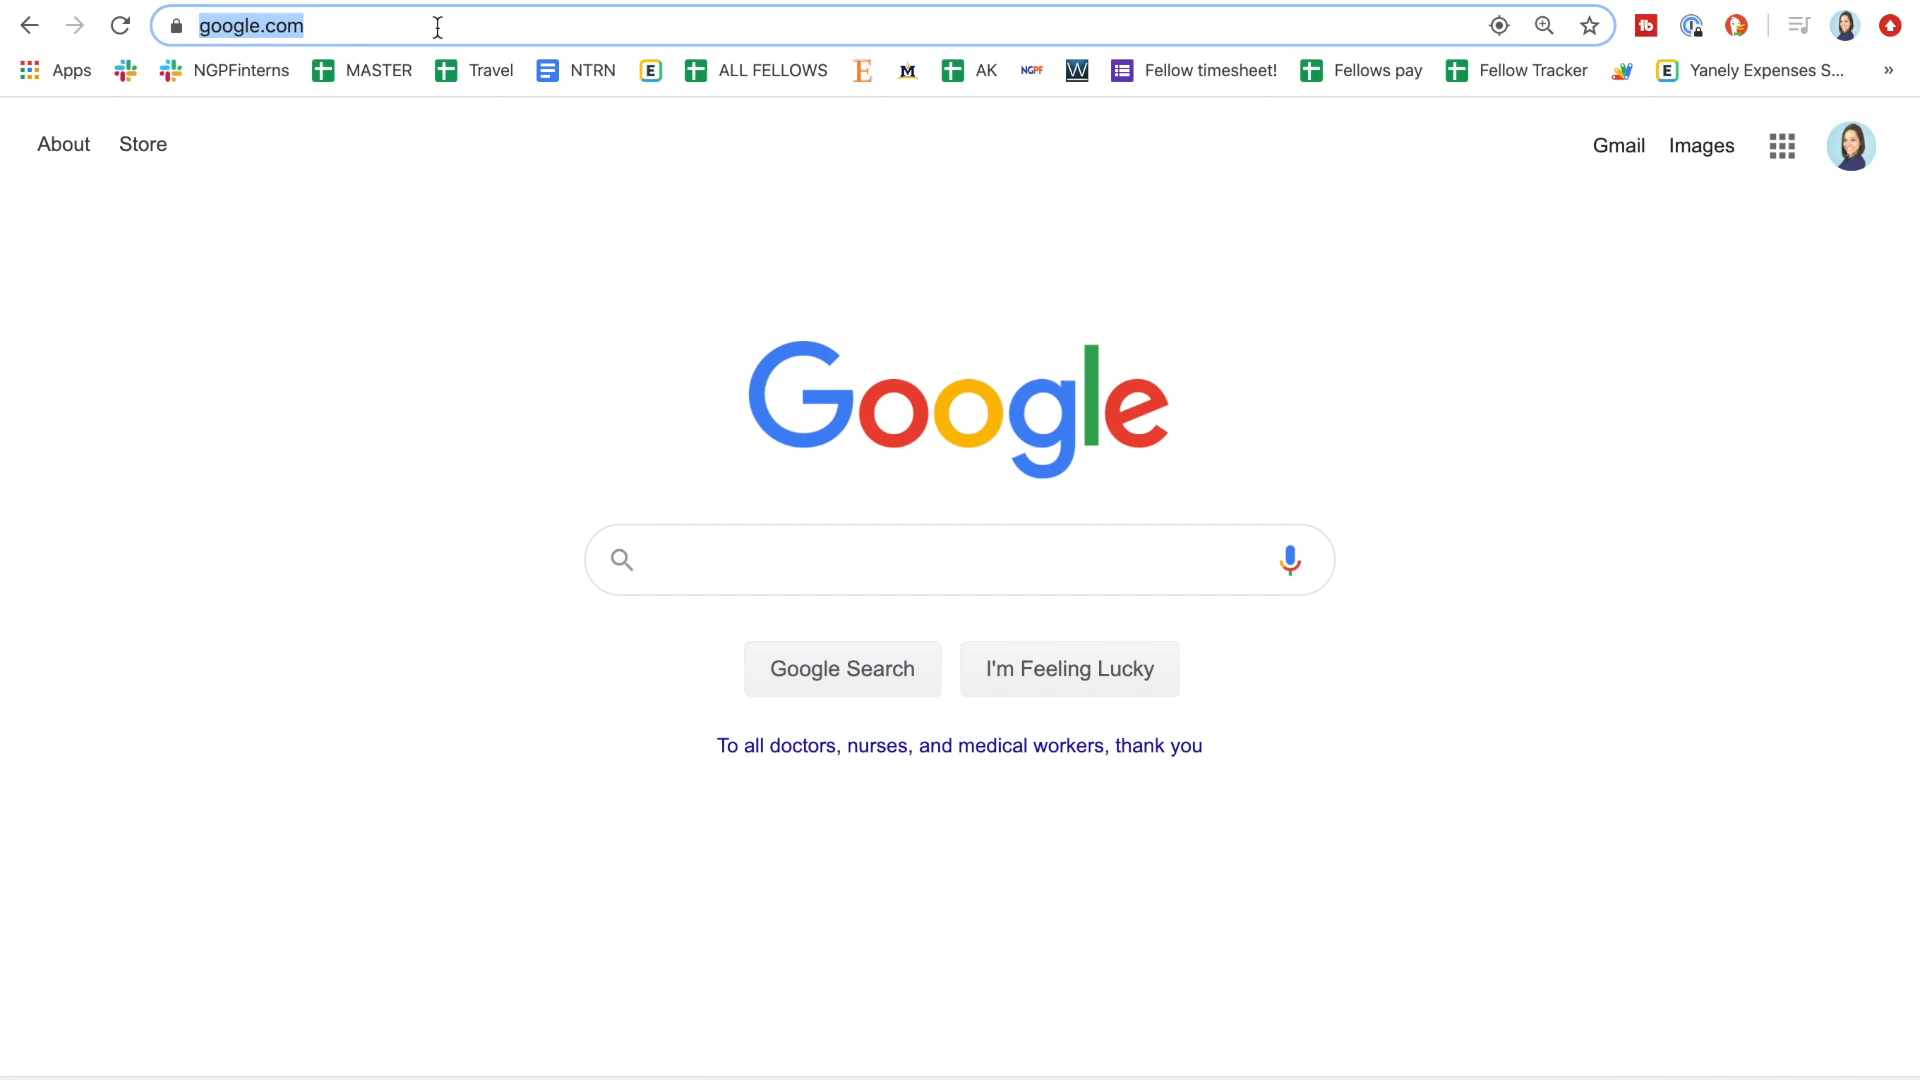 google.com
Apps NGPFinterns MASTER Travel NTRN E ALL FELLOWS E M AK NGPF W Fellow timesheet! Fellows pay Fellow Tracker E Yanely Expenses S... »
About Store Gmail Images
Google
Google Search I'm Feeling Lucky
To all doctors, nurses, and medical workers, thank you